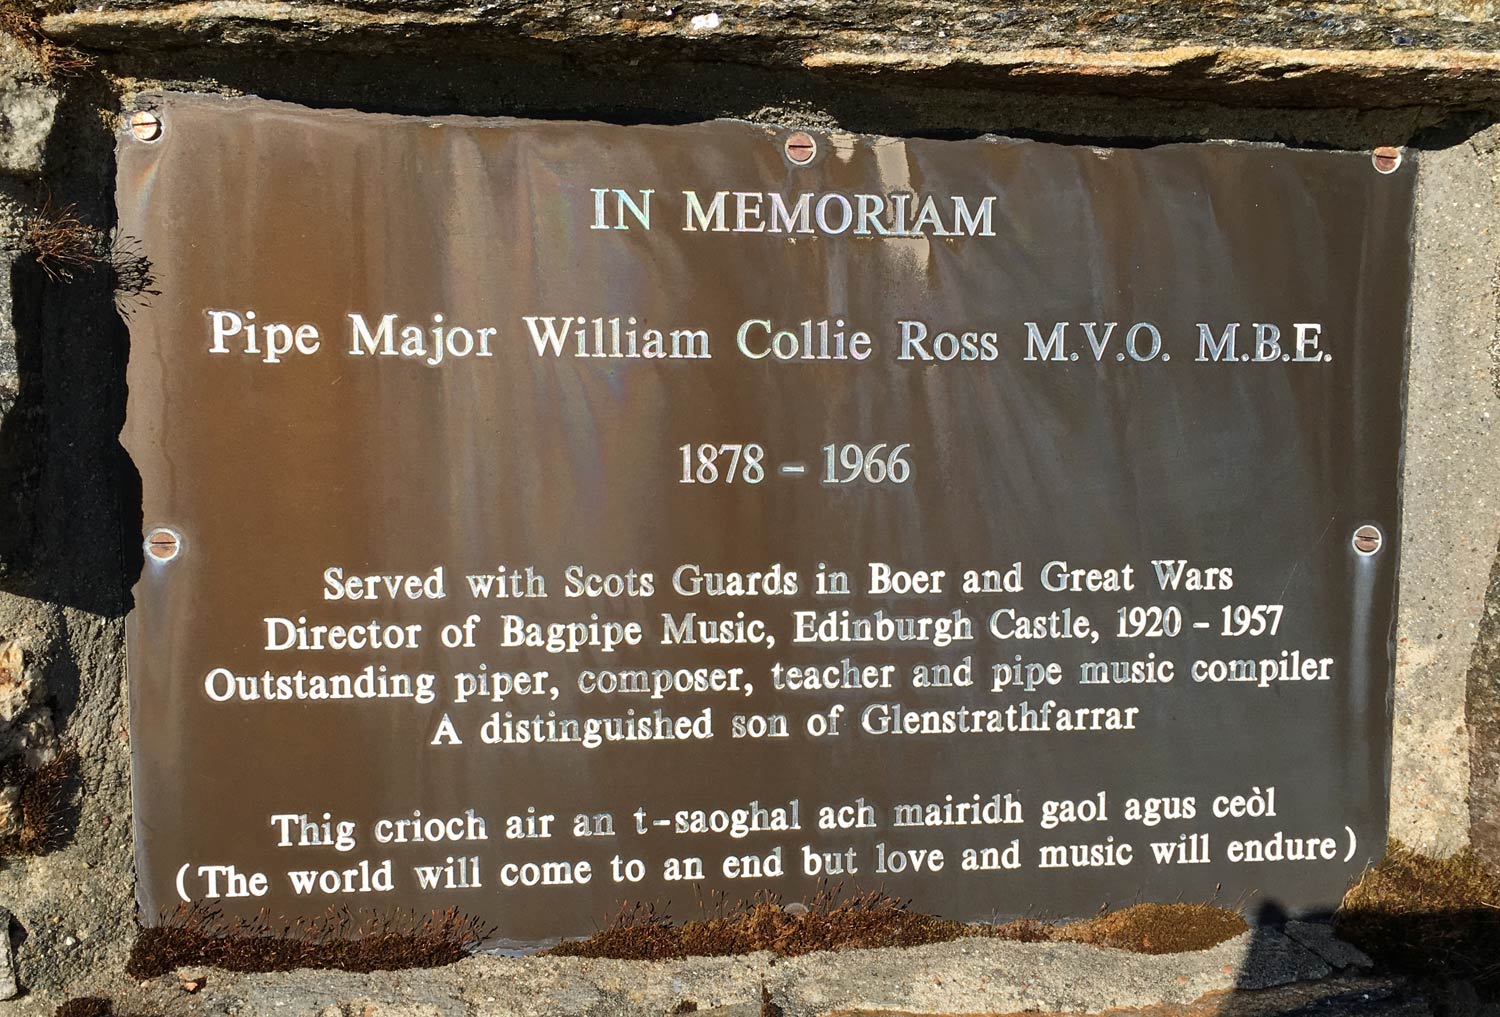 IN MEMORIAM
Pipe Major William Collie Ross M.V.O. M.B.E.
1878 – 1966
Served with Scots Guards in Boer and Great Wars
Director of Bagpipe Music, Edinburgh Castle, 1920 – 1957
Outstanding piper, composer, teacher and pipe music compiler
A distinguished son of Glenstrathfarrar
Thig crioch air an t-saoghal ach mairidh gaol agus ceòl
(The world will come to an end but love and music will endure)